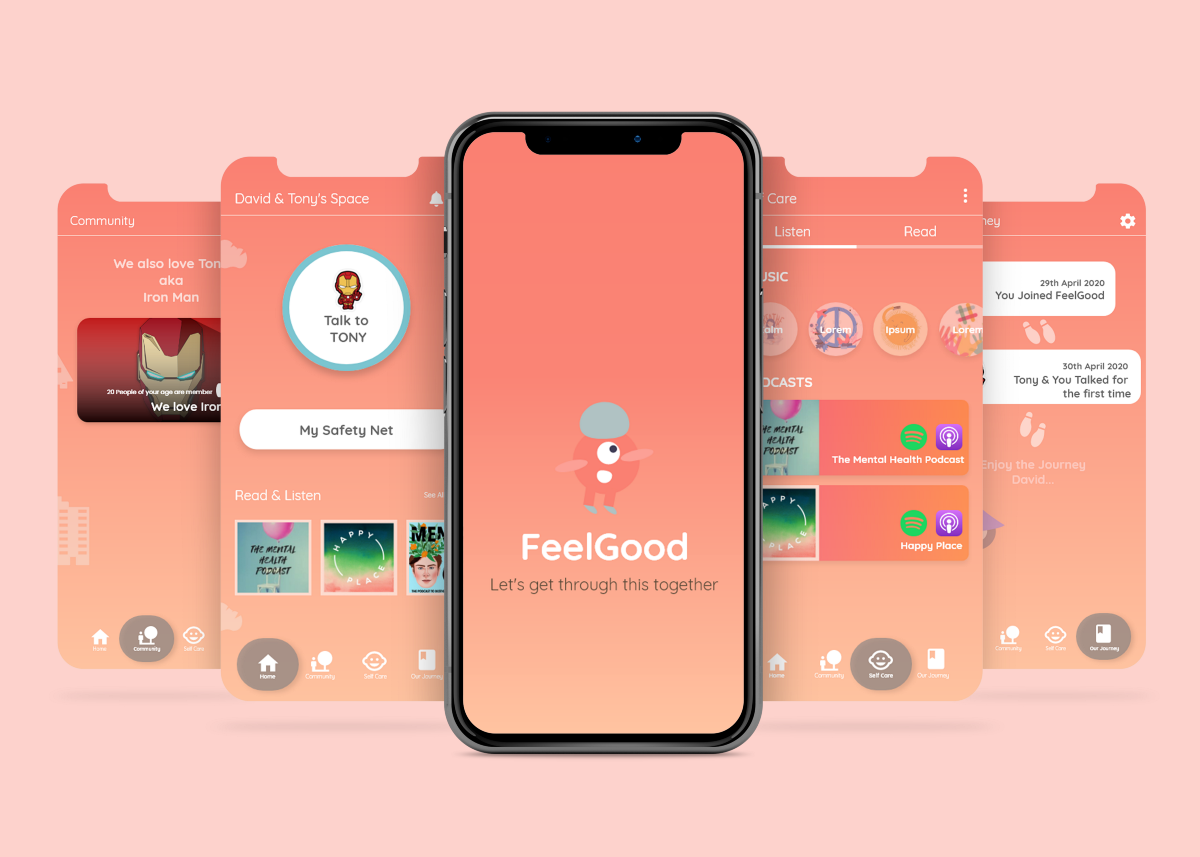 Community
We also love Ton
aka
Iron Man
20 People of your age are member
We love Iron
Home
Community
Self Care
David & Tony's Space
Talk to
TONY
My Safety Net
Read & Listen
See Al
THE MENTAL
HEALTH
PODCAST
HAPPY
PLACE
MEN
Home
Community
Self Care
Our Journey
FeelGood
Let's get through this together
Care
Listen
Read
USIC
alm
Lorem
Ipsum
Lorem
DCASTS
THE MENTAL
HEALTH
PODCAST
The Mental Health Podcast
HAPPY
PLACE
Happy Place
Home
Community
Self Care
Our Journey
ney
29th April 2020
You Joined FeelGood
30th April 2020
Tony & You Talked for
the first time
Enjoy the Journey
David...
Community
Self Care
Our Journey